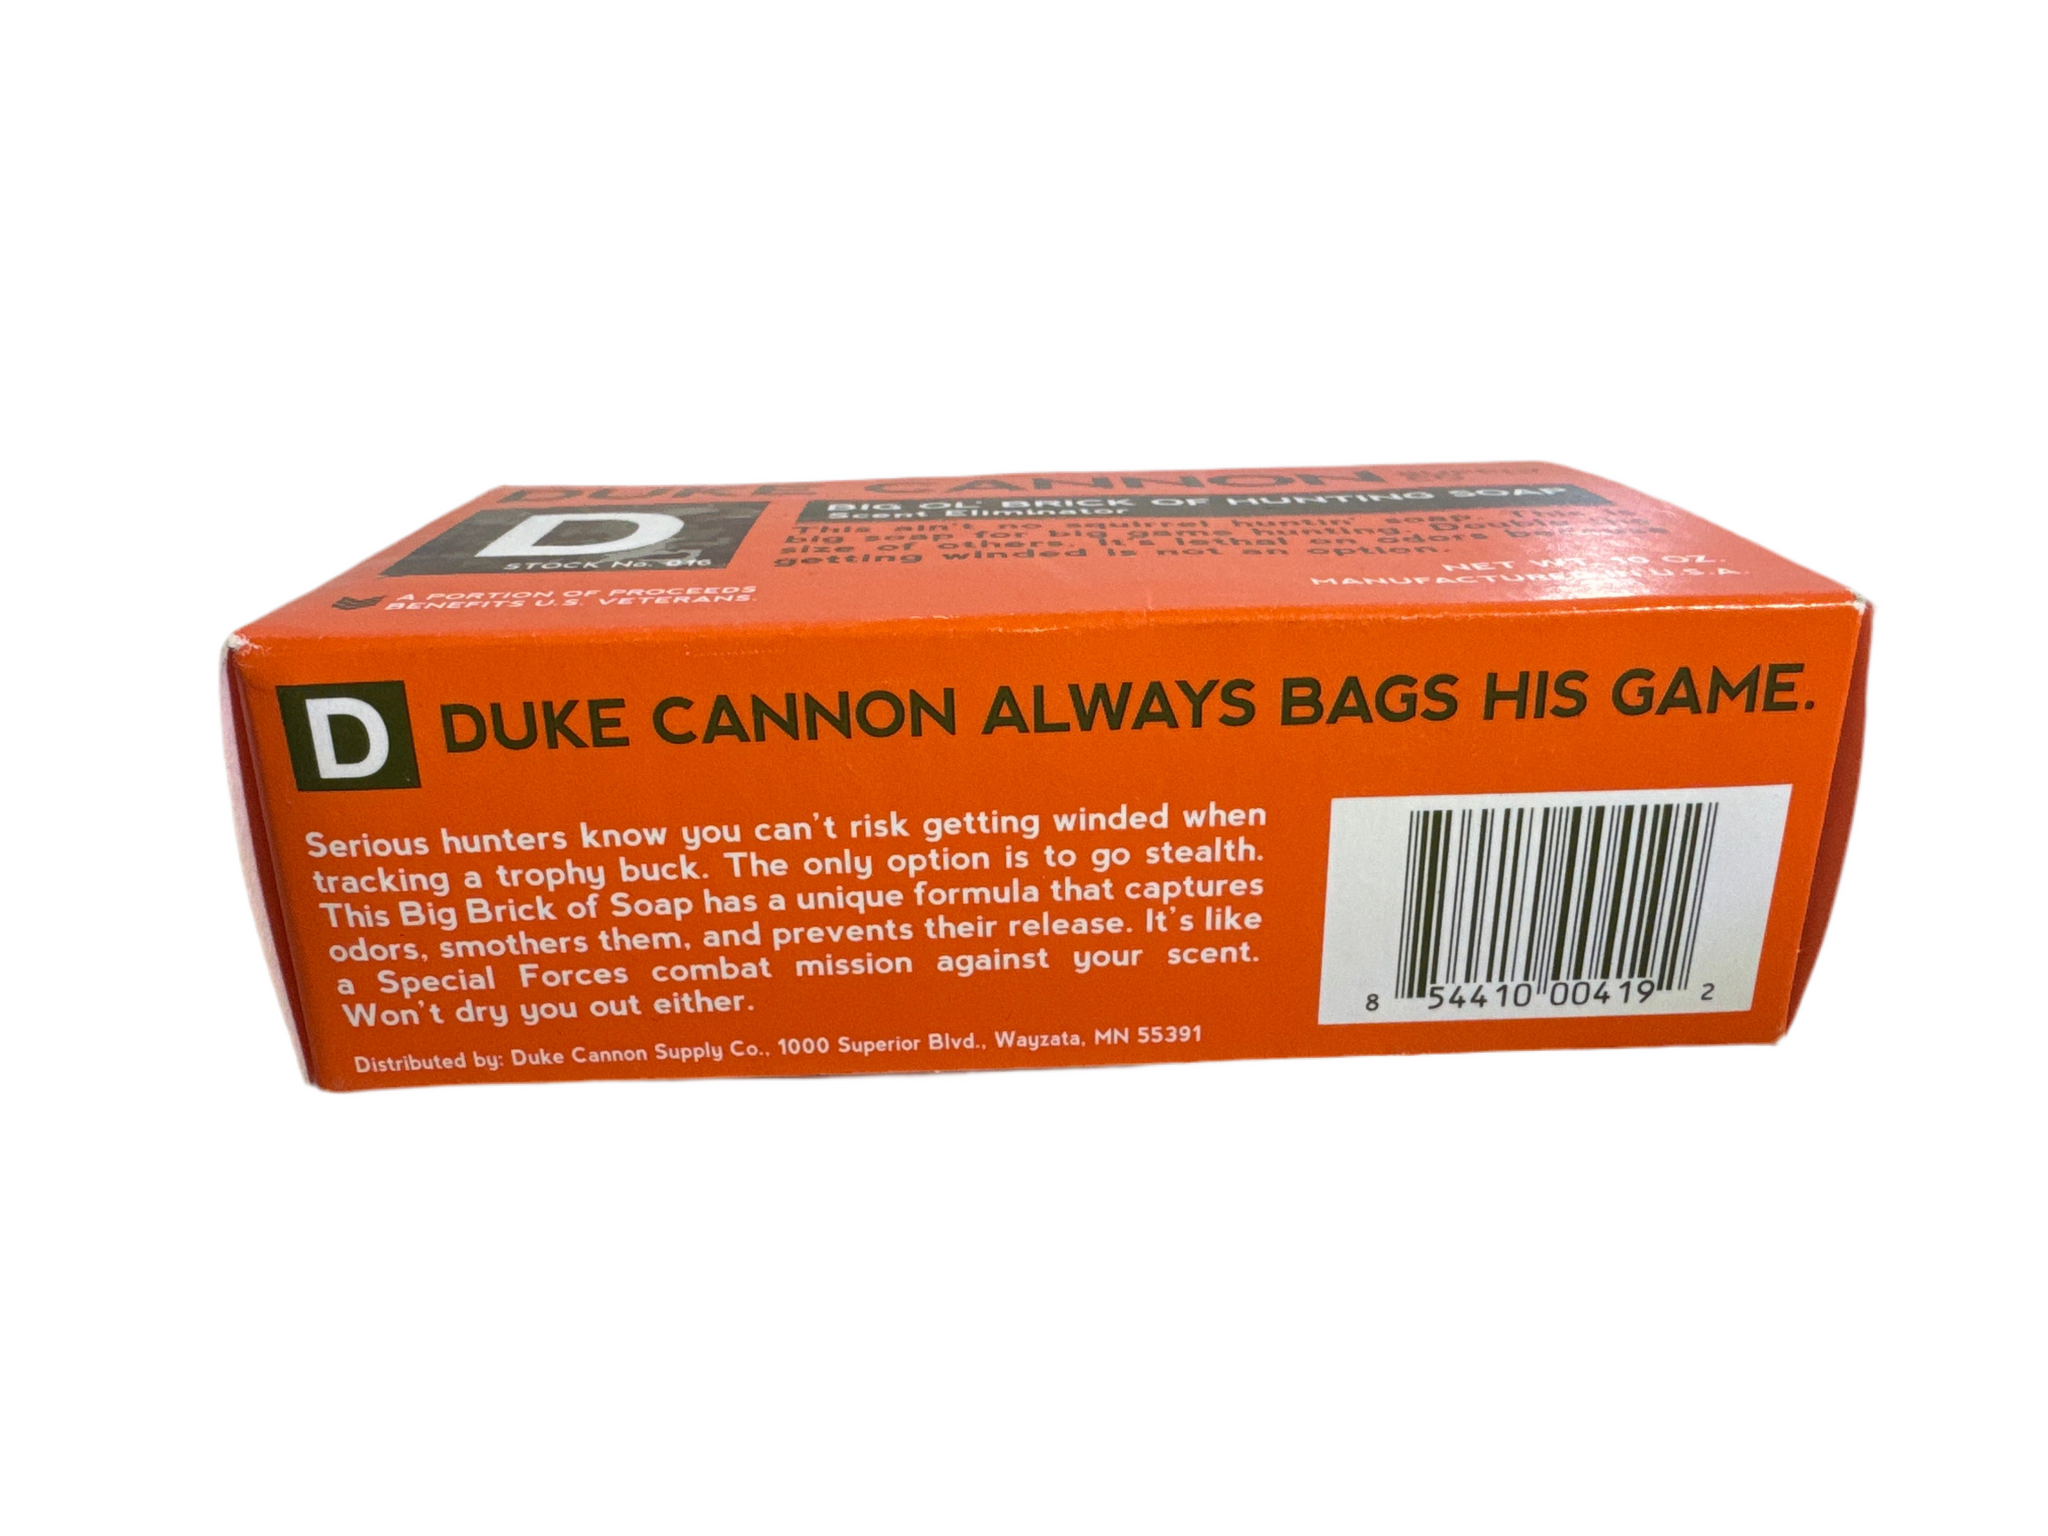 DUKE CANNON
BIG OL' BRICK OF HUNTING SOAP
Scent Eliminator
This ain't no squirrel huntin' soap.
big soap for big game hunting. Double
size of others. It's lethal on odors because
getting winded is not an option.
D
STOCK No. 016
A PORTION OF PROCEEDS
BENEFITS U.S. VETERANS.
NET WT. 10 OZ.
MANUFACTURED IN U.S.A.
D DUKE CANNON ALWAYS BAGS HIS GAME.
Serious hunters know you can't risk getting winded when
tracking a trophy buck. The only option is to go stealth.
This Big Brick of Soap has a unique formula that captures
odors, smothers them, and prevents their release. It's like
a Special Forces combat mission against your scent.
Won't dry you out either.
Distributed by: Duke Cannon Supply Co., 1000 Superior Blvd., Wayzata, MN 55391
8 54410 00419 2